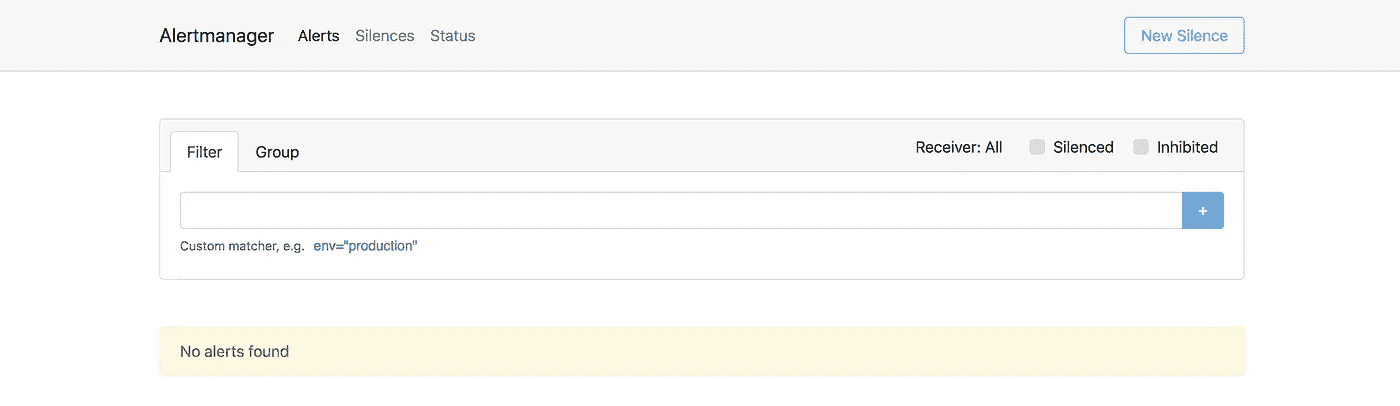 Alertmanager Alerts Silences Status New Silence
Filter Group Receiver: All Silenced Inhibited
+
Custom matcher, e.g. env="production"
No alerts found